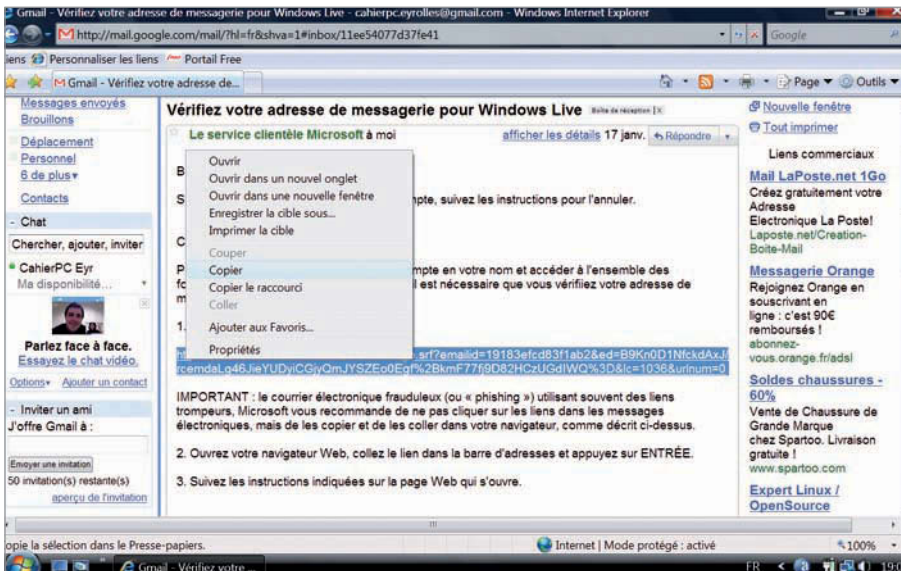 Gmail - Vérifiez votre adresse de messagerie pour Windows Live - cahierpc.eyrolles@gmail.com - Windows Internet Explorer
http://mail.google.com/mail/?hl=fr&shva=1#inbox/11ee54077d37fe41
Google
iens Personnaliser les liens Portail Free
Gmail - Vérifiez votre adresse de...
Page Outils
Messages envoyés
Brouillons
Déplacement
Personnel
6 de plus
Contacts
- Chat
Chercher, ajouter, inviter
CahierPC Eyr
Ma disponibilité...
Parlez face à face.
Essayez le chat vidéo.
Options Ajouter un contact
- Inviter un ami
J'offre Gmail à :
Envoyer une invitation
50 invitation(s) restante(s)
aperçu de l'invitation
Vérifiez votre adresse de messagerie pour Windows Live Boîte de réception | x
Le service clientèle Microsoft à moi afficher les détails 17 janv. Répondre
B
S
mpte, suivez les instructions pour l'annuler.
C
P
mpte en votre nom et accéder à l'ensemble des
fo
il est nécessaire que vous vérifiiez votre adresse de
m
1.
Ouvrir
Ouvrir dans un nouvel onglet
Ouvrir dans une nouvelle fenêtre
Enregistrer la cible sous...
Imprimer la cible
Couper
Copier
Copier le raccourci
Coller
Ajouter aux Favoris...
Propriétés
srf?emailid=19183efcd83f1ab2&ed=B9Kn0D1NfckdAxJ/
rcemdaLg46JieYUDyiCGjyQmJYSZEo0Egf%2BkmF77fj9D82HCzUGdIWQ%3D&lc=1036&urlnum=0
IMPORTANT : le courrier électronique frauduleux (ou « phishing ») utilisant souvent des liens
trompeurs, Microsoft vous recommande de ne pas cliquer sur les liens dans les messages
électroniques, mais de les copier et de les coller dans votre navigateur, comme décrit ci-dessus.
2. Ouvrez votre navigateur Web, collez le lien dans la barre d'adresses et appuyez sur ENTRÉE.
3. Suivez les instructions indiquées sur la page Web qui s'ouvre.
Nouvelle fenêtre
Tout imprimer
Liens commerciaux
Mail LaPoste.net 1Go
Créez gratuitement votre
Adresse
Electronique La Poste!
Laposte.net/Creation-
Boite-Mail
Messagerie Orange
Rejoignez Orange en
souscrivant en
ligne : c'est 90€
remboursés !
abonnez-
vous.orange.fr/adsl
Soldes chaussures -
60%
Vente de Chaussure de
Grande Marque
chez Spartoo. Livraison
gratuite !
www.spartoo.com
Expert Linux /
OpenSource
opie la sélection dans le Presse-papiers.
Internet | Mode protégé : activé
100%
Gmail - Vérifiez votre ...
FR
19:0